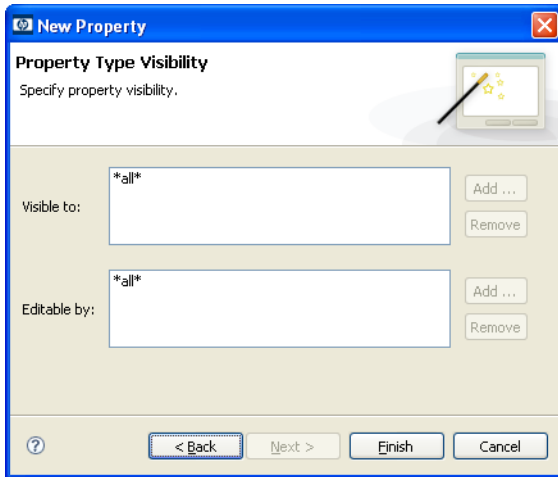 New Property
Property Type Visibility
Specify property visibility.
*all*
Visible to:
Add ...
Remove
*all*
Editable by:
Add ...
Remove
< Back
Next >
Finish
Cancel